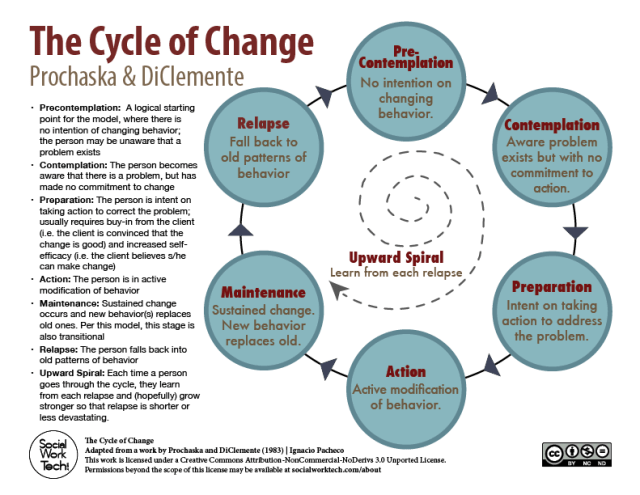 The Cycle of Change
Prochaska & DiClemente
· Precontemplation: A logical starting
point for the model, where there is
no intention of changing behavior;
the person may be unaware that a
problem exists
· Contemplation: The person becomes
aware that there is a problem, but has
made no commitment to change
· Preparation: The person is intent on
taking action to correct the problem;
usually requires buy-in from the client
(i.e. the client is convinced that the
change is good) and increased self-
efficacy (i.e. the client believes s/he
can make change)
· Action: The person is in active
modification of behavior
· Maintenance: Sustained change
occurs and new behavior(s) replaces
old ones. Per this model, this stage is
also transitional
· Relapse: The person falls back into
old patterns of behavior
· Upward Spiral: Each time a person
goes through the cycle, they learn
from each relapse and (hopefully) grow
stronger so that relapse is shorter or
less devastating.
Pre-
Contemplation
No intention on
changing
behavior.
Contemplation
Aware problem
exists but with no
commitment to
action.
Preparation
Intent on taking
action to address
the problem.
Action
Active modification
of behavior.
Maintenance
Sustained change.
New behavior
replaces old.
Relapse
Fall back to
old patterns of
behavior
Upward Spiral
Learn from each relapse
Social
Work
Tech!
The Cycle of Change
Adapted from a work by Prochaska and DiClemente (1983) | Ignacio Pacheco
This work is licensed under a Creative Commons Attribution-NonCommercial-NoDerivs 3.0 Unported License.
Permissions beyond the scope of this license may be available at socialworktech.com/about
cc
BY NC ND